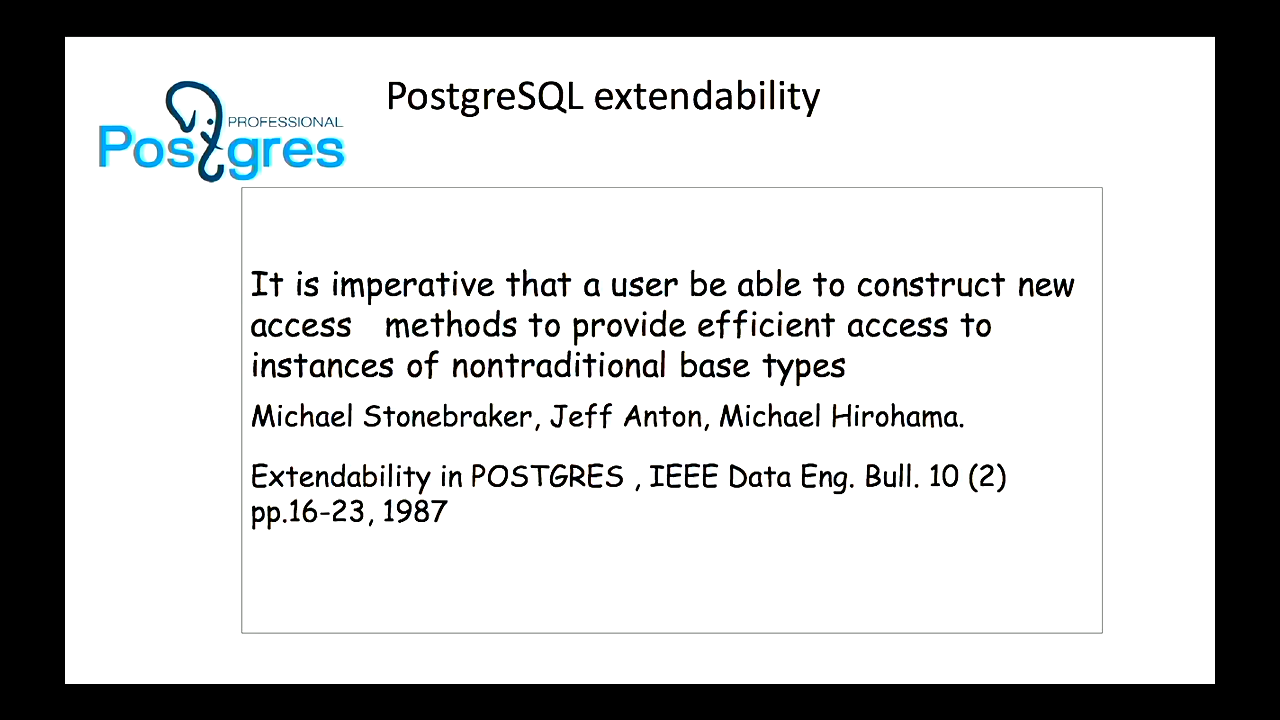 PostgreSQL extendability
PROFESSIONAL
Postgres
It is imperative that a user be able to construct new
access methods to provide efficient access to
instances of nontraditional base types
Michael Stonebraker, Jeff Anton, Michael Hirohama.
Extendability in POSTGRES , IEEE Data Eng. Bull. 10 (2)
pp.16-23, 1987